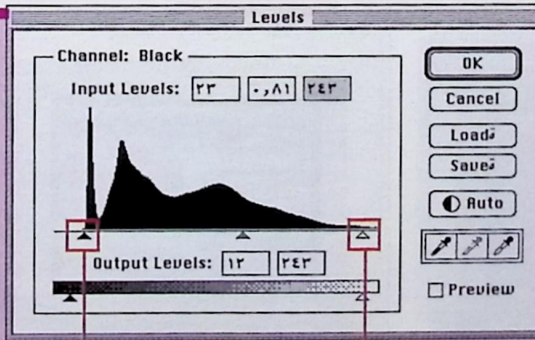 Levels
Channel: Black
Input Levels: ٢٣ ٠,٨١ ٢٤٣
Output Levels: ١٢ ٢٤٣
OK
Cancel
Load
Save
Auto
Preview